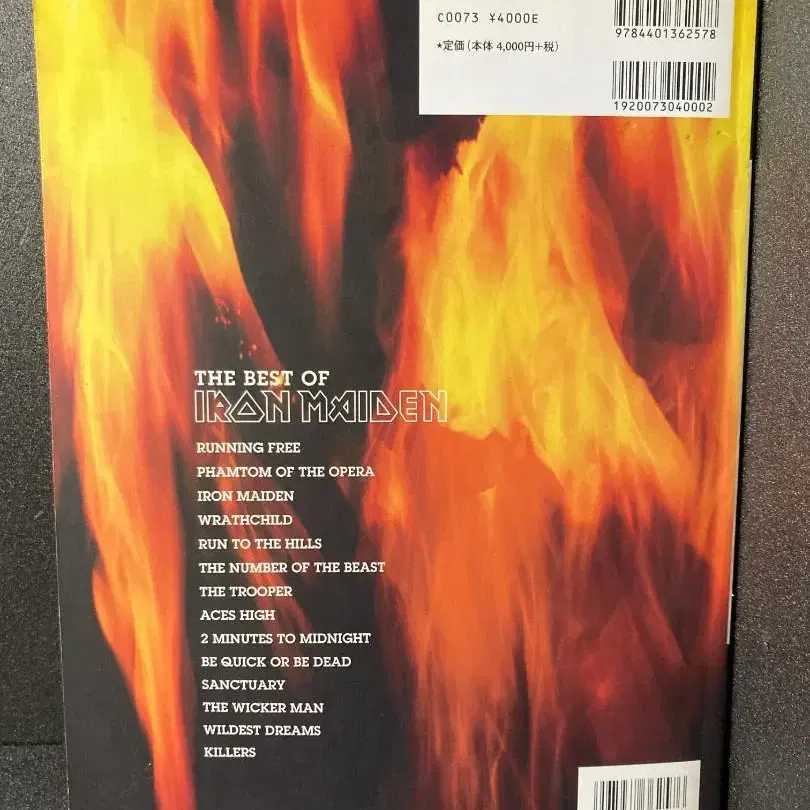 C0073 ¥4000E
*定価(本体 4,000円+税)
9784401362578
1920073040002
THE BEST OF
IRON MAIDEN
RUNNING FREE
PHAMTOM OF THE OPERA
IRON MAIDEN
WRATHCHILD
RUN TO THE HILLS
THE NUMBER OF THE BEAST
THE TROOPER
ACES HIGH
2 MINUTES TO MIDNIGHT
BE QUICK OR BE DEAD
SANCTUARY
THE WICKER MAN
WILDEST DREAMS
KILLERS